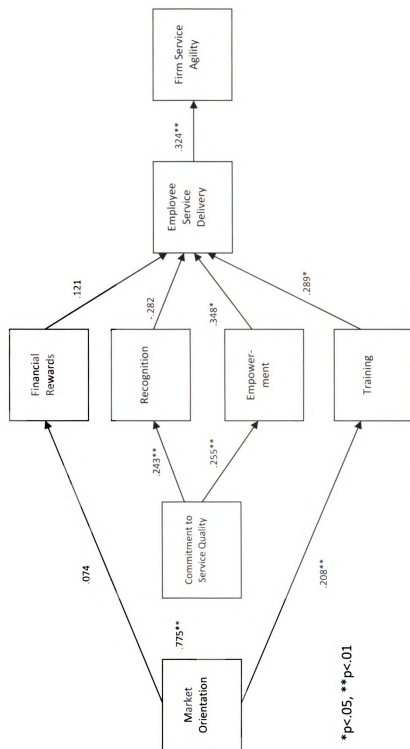 Market
Orientation
.074
.775**
.208**
Commitment to
Service Quality
.243**
.255**
Financial
Rewards
Recognition
Empower-
ment
Training
.121
-.282
.348*
.289*
Employee
Service
Delivery
.324**
Firm Service
Agility
*p<.05, **p<.01